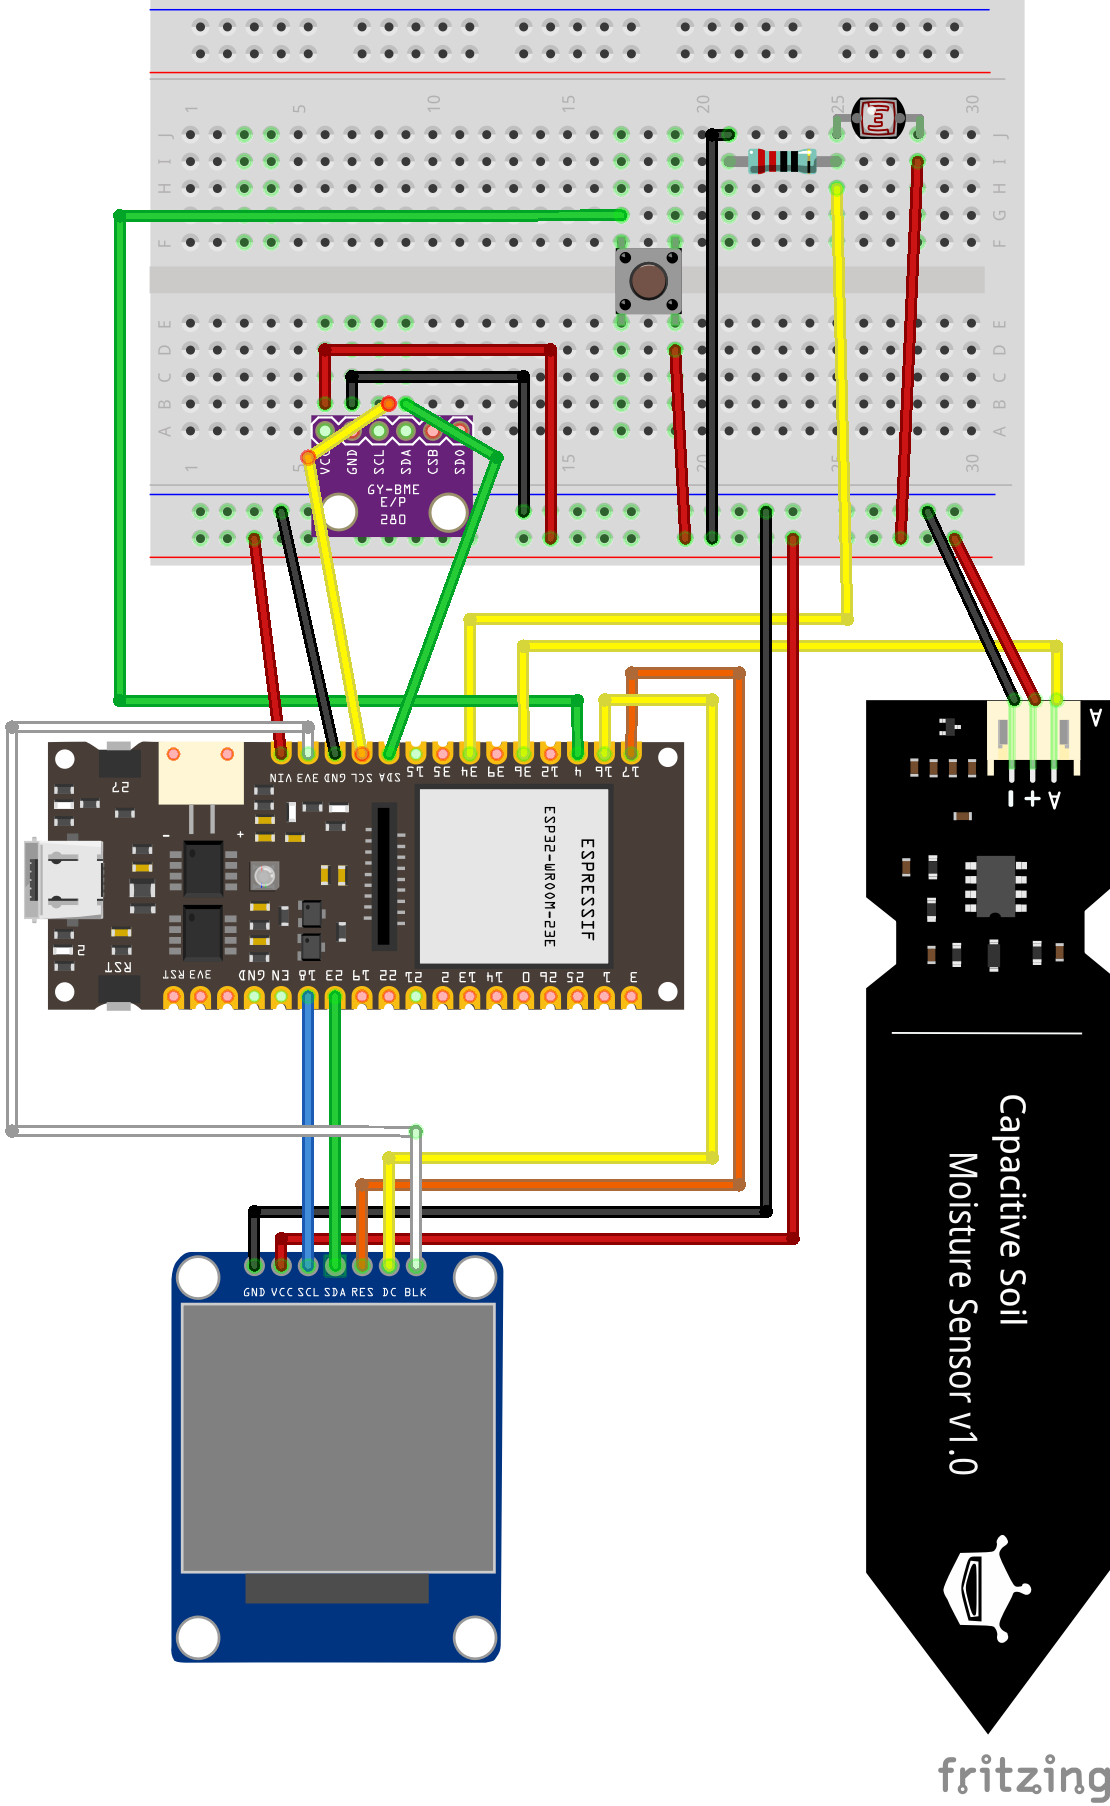 1 5 10 15 20 25 30
J J
I I
H H
G G
F F
E E
D D
C C
B B
A A
1 5 15 20 25 30
VCC GND SCL SDA CSB SDO
GY-BME
E/P
280
VIN 3V3 GND SCL SDA 15 35 34 39 36 12 4 16 17
27
- +
ESP32-WROOM-32E
ESPRESSIF
2
RST
RST 3V3 GND EN 18 23 19 22 21 2 13 14 0 26 25 1 3
A
- + A
Capacitive Soil
Moisture Sensor v1.0
GND VCC SCL SDA RES DC BLK
fritzing